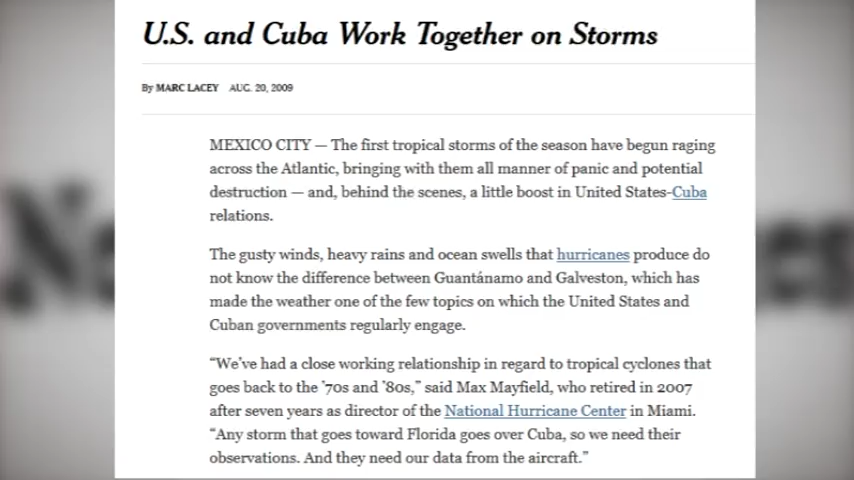 U.S. and Cuba Work Together on Storms
By MARC LACEY AUG. 20, 2009
MEXICO CITY — The first tropical storms of the season have begun raging
across the Atlantic, bringing with them all manner of panic and potential
destruction — and, behind the scenes, a little boost in United States-Cuba
relations.
The gusty winds, heavy rains and ocean swells that hurricanes produce do
not know the difference between Guantánamo and Galveston, which has
made the weather one of the few topics on which the United States and
Cuban governments regularly engage.
“We’ve had a close working relationship in regard to tropical cyclones that
goes back to the ’70s and ’80s,” said Max Mayfield, who retired in 2007
after seven years as director of the National Hurricane Center in Miami.
“Any storm that goes toward Florida goes over Cuba, so we need their
observations. And they need our data from the aircraft.”